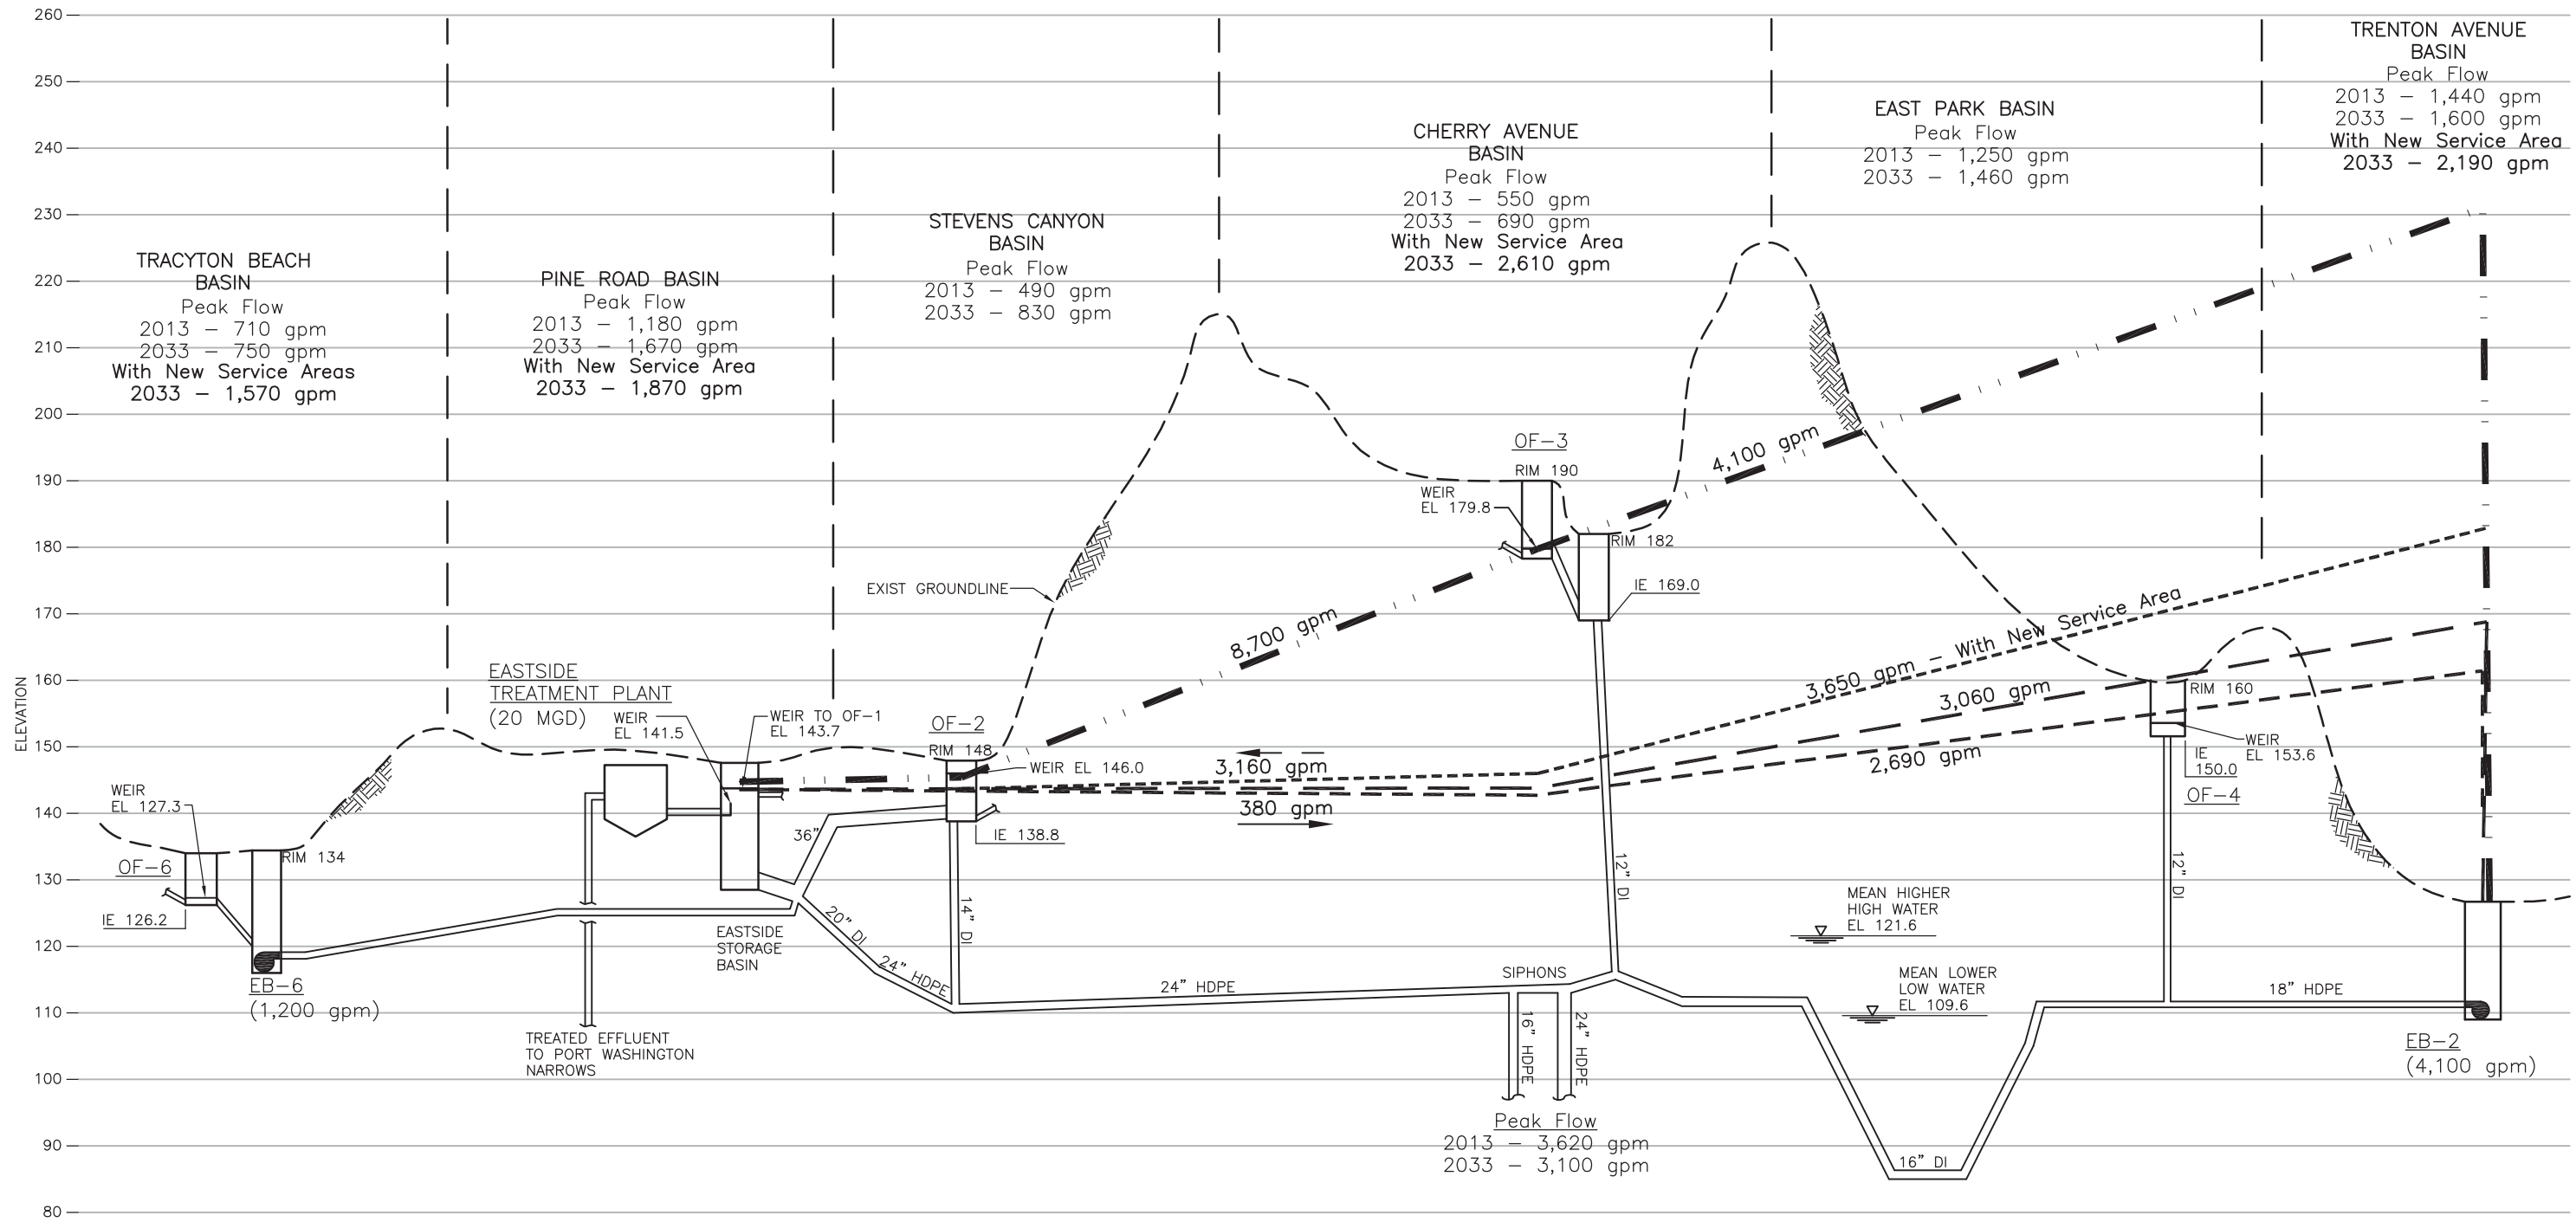 260
250
240
230
220
210
200
190
180
170
160
150
140
130
120
110
100
90
80
ELEVATION
TRACYTON BEACH
BASIN
Peak Flow
2013 – 710 gpm
2033 – 750 gpm
With New Service Areas
2033 – 1,570 gpm
PINE ROAD BASIN
Peak Flow
2013 – 1,180 gpm
2033 – 1,670 gpm
With New Service Area
2033 – 1,870 gpm
STEVENS CANYON
BASIN
Peak Flow
2013 – 490 gpm
2033 – 830 gpm
CHERRY AVENUE
BASIN
Peak Flow
2013 – 550 gpm
2033 – 690 gpm
With New Service Area
2033 – 2,610 gpm
EAST PARK BASIN
Peak Flow
2013 – 1,250 gpm
2033 – 1,460 gpm
TRENTON AVENUE
BASIN
Peak Flow
2013 – 1,440 gpm
2033 – 1,600 gpm
With New Service Area
2033 – 2,190 gpm
WEIR
EL 127.3
OF–6
RIM 134
IE 126.2
EB–6
(1,200 gpm)
EASTSIDE
TREATMENT PLANT
(20 MGD)
WEIR
EL 141.5
WEIR TO OF–1
EL 143.7
36"
EASTSIDE
STORAGE
BASIN
TREATED EFFLUENT
TO PORT WASHINGTON
NARROWS
EXIST GROUNDLINE
OF–2
RIM 148
WEIR EL 146.0
IE 138.8
20" DI
24" HDPE
14" DI
8,700 gpm
3,160 gpm
380 gpm
24" HDPE
OF–3
RIM 190
WEIR
EL 179.8
RIM 182
IE 169.0
12" DI
SIPHONS
16" HDPE
24" HDPE
Peak Flow
2013 – 3,620 gpm
2033 – 3,100 gpm
4,100 gpm
3,650 gpm – With New Service Area
3,060 gpm
2,690 gpm
MEAN HIGHER
HIGH WATER
EL 121.6
MEAN LOWER
LOW WATER
EL 109.6
16" DI
RIM 160
WEIR
EL 153.6
IE
150.0
OF–4
12" DI
18" HDPE
EB–2
(4,100 gpm)